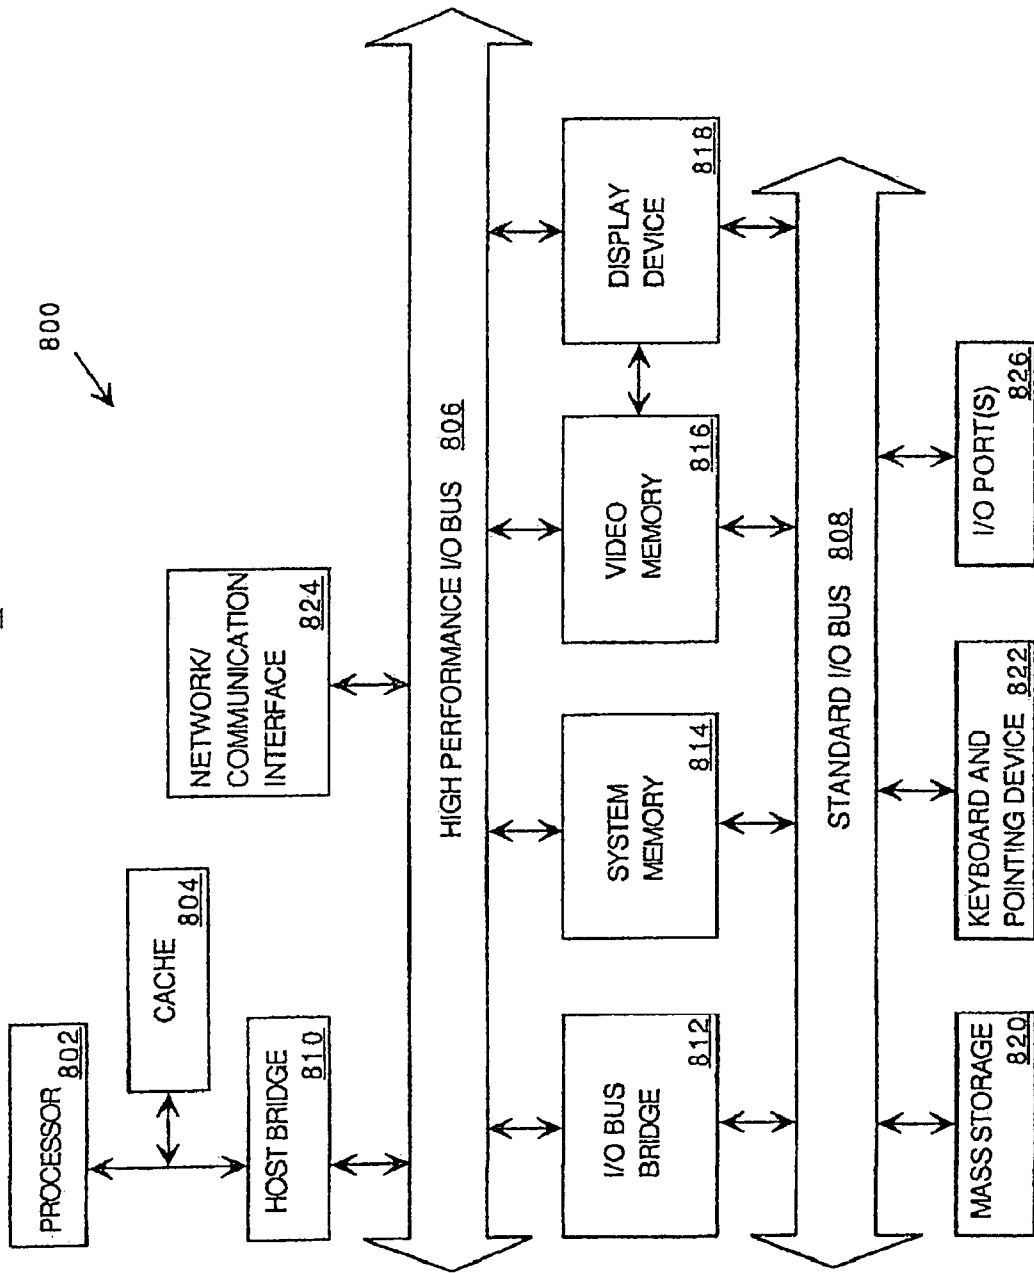 800
PROCESSOR
802
CACHE
804
HOST BRIDGE
810
NETWORK/
COMMUNICATION
INTERFACE
824
HIGH PERFORMANCE I/O BUS 806
I/O BUS
BRIDGE
812
SYSTEM
MEMORY
814
VIDEO
MEMORY
816
DISPLAY
DEVICE
818
STANDARD I/O BUS 808
MASS STORAGE
820
KEYBOARD AND
POINTING DEVICE 822
I/O PORT(S)
826